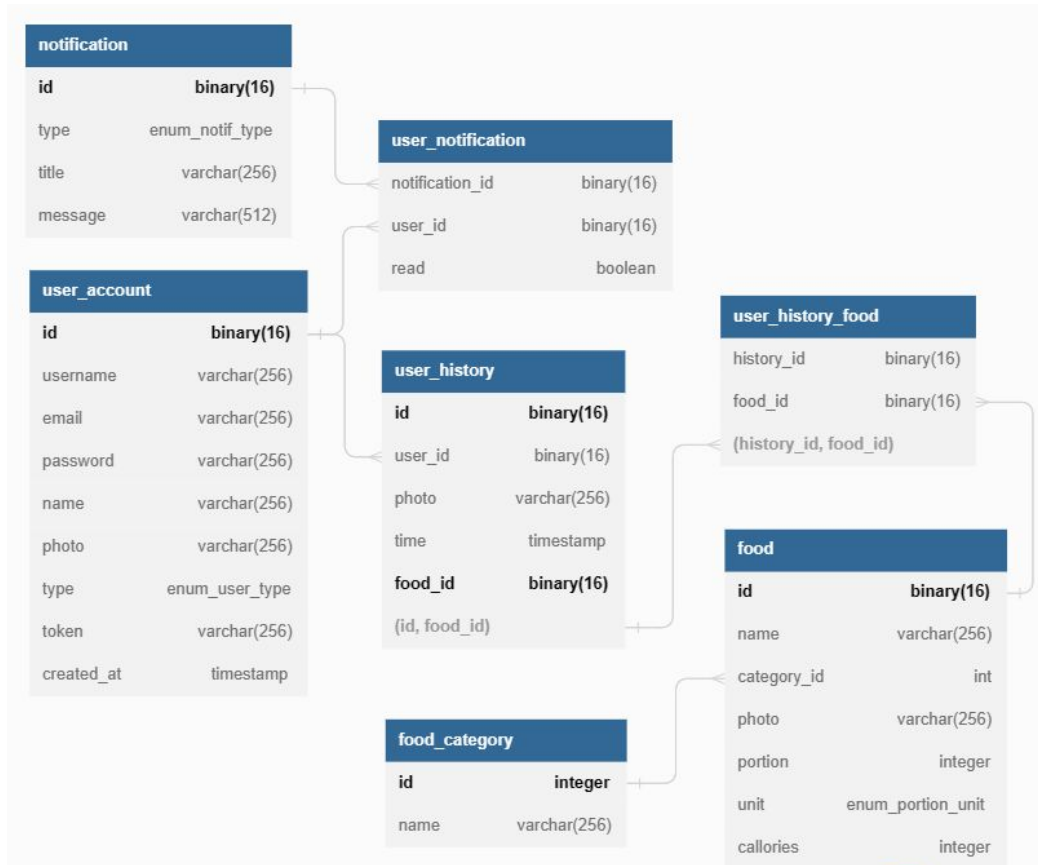 notification
id binary(16)
type enum_notif_type
title varchar(256)
message varchar(512)
user_notification
notification_id binary(16)
user_id binary(16)
read boolean
user_account
id binary(16)
username varchar(256)
email varchar(256)
password varchar(256)
name varchar(256)
photo varchar(256)
type enum_user_type
token varchar(256)
created_at timestamp
user_history
id binary(16)
user_id binary(16)
photo varchar(256)
time timestamp
food_id binary(16)
(id, food_id)
user_history_food
history_id binary(16)
food_id binary(16)
(history_id, food_id)
food
id binary(16)
name varchar(256)
category_id int
photo varchar(256)
portion integer
unit enum_portion_unit
callories integer
food_category
id integer
name varchar(256)